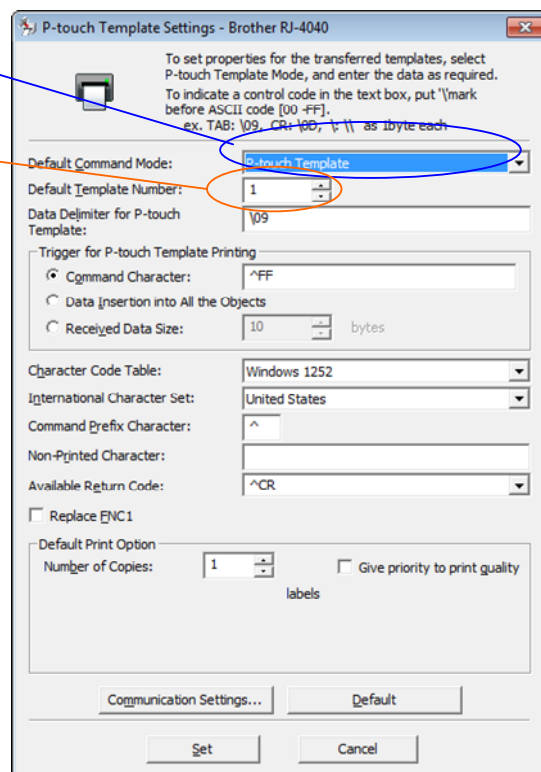 P-touch Template Settings - Brother RJ-4040
To set properties for the transferred templates, select
P-touch Template Mode, and enter the data as required.
To indicate a control code in the text box, put '\'mark
before ASCII code [00 -FF].
ex. TAB: \09, CR: \0D, \: \\ as 1byte each
Default Command Mode: P-touch Template
Default Template Number: 1
Data Delimiter for P-touch
Template: \09
Trigger for P-touch Template Printing
Command Character: ^FF
Data Insertion into All the Objects
Received Data Size: 10 bytes
Character Code Table: Windows 1252
International Character Set: United States
Command Prefix Character: ^
Non-Printed Character:
Available Return Code: ^CR
Replace FNC1
Default Print Option
Number of Copies: 1 Give priority to print quality
labels
Communication Settings... Default
Set Cancel